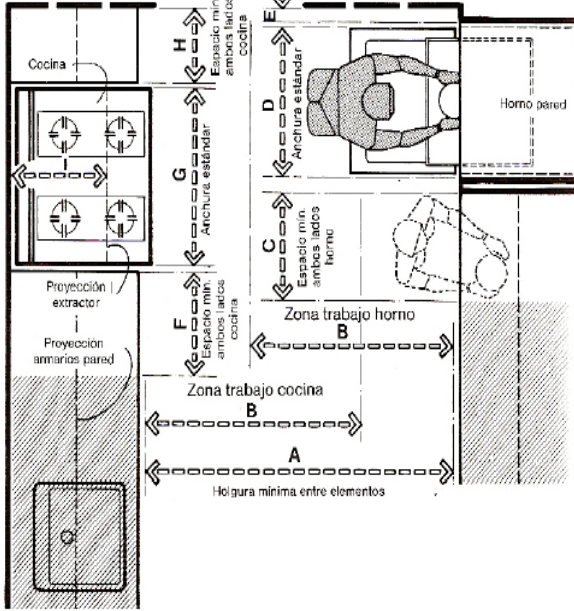 H
Espacio mín.
ambos lados
cocina
E
Cocina
G
Anchura estándar
D
Anchura estándar
Horno pared
I
C
Espacio mín.
ambos lados
horno
Proyección
extractor
F
Espacio mín.
ambos lados
cocina
Zona trabajo horno
B
Proyección
armarios pared
Zona trabajo cocina
B
A
Holgura mínima entre elementos